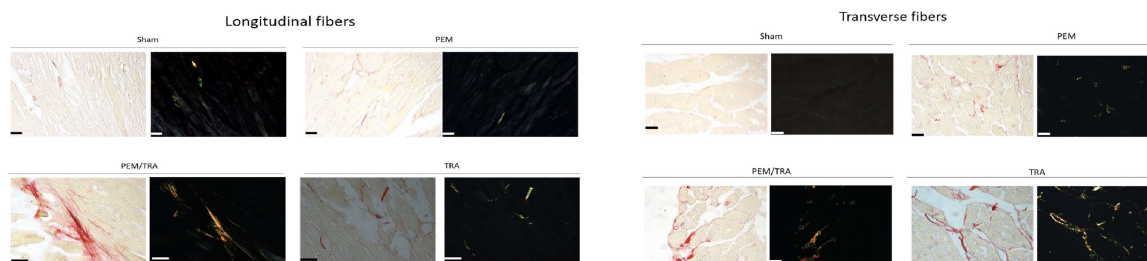 Longitudinal fibers
Sham
PEM
PEM/TRA
TRA
Transverse fibers
Sham
PEM
PEM/TRA
TRA